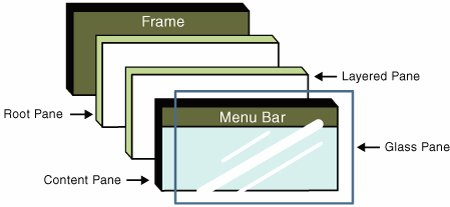 Frame
Layered Pane
Root Pane
Menu Bar
Glass Pane
Content Pane